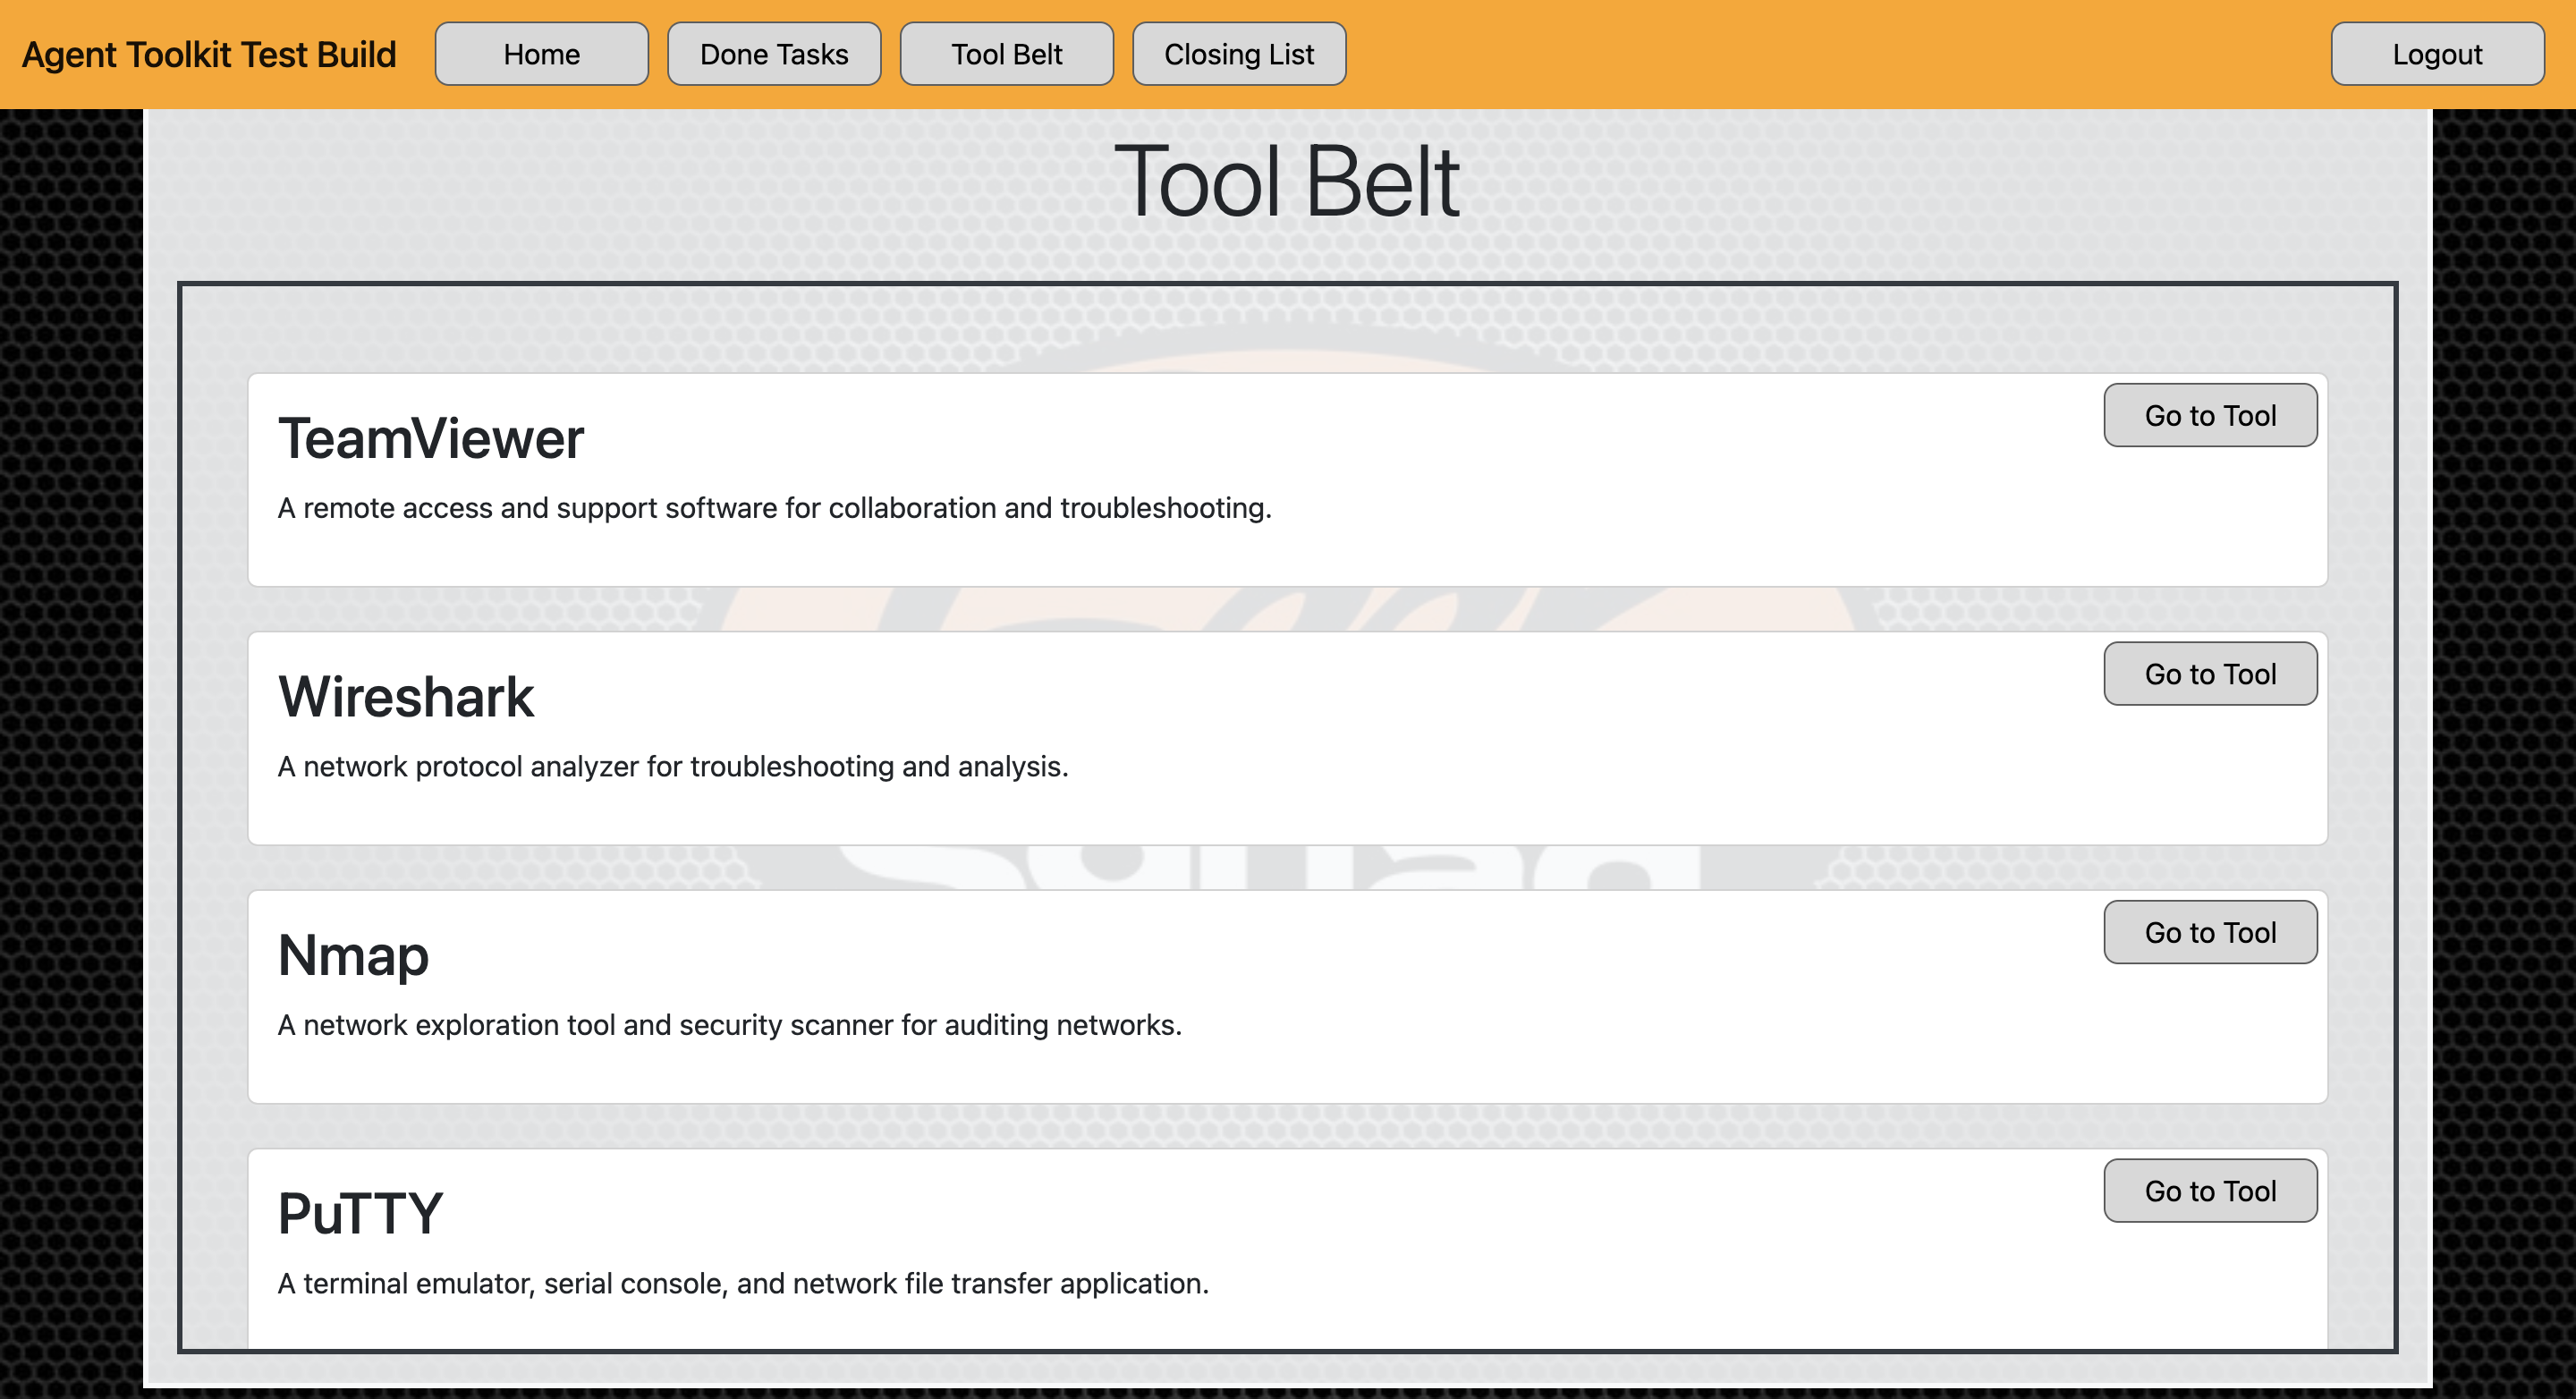 Agent Toolkit Test Build Home Done Tasks Tool Belt Closing List Logout
Tool Belt
TeamViewer
Go to Tool
A remote access and support software for collaboration and troubleshooting.
Wireshark
Go to Tool
A network protocol analyzer for troubleshooting and analysis.
Nmap
Go to Tool
A network exploration tool and security scanner for auditing networks.
PuTTY
Go to Tool
A terminal emulator, serial console, and network file transfer application.